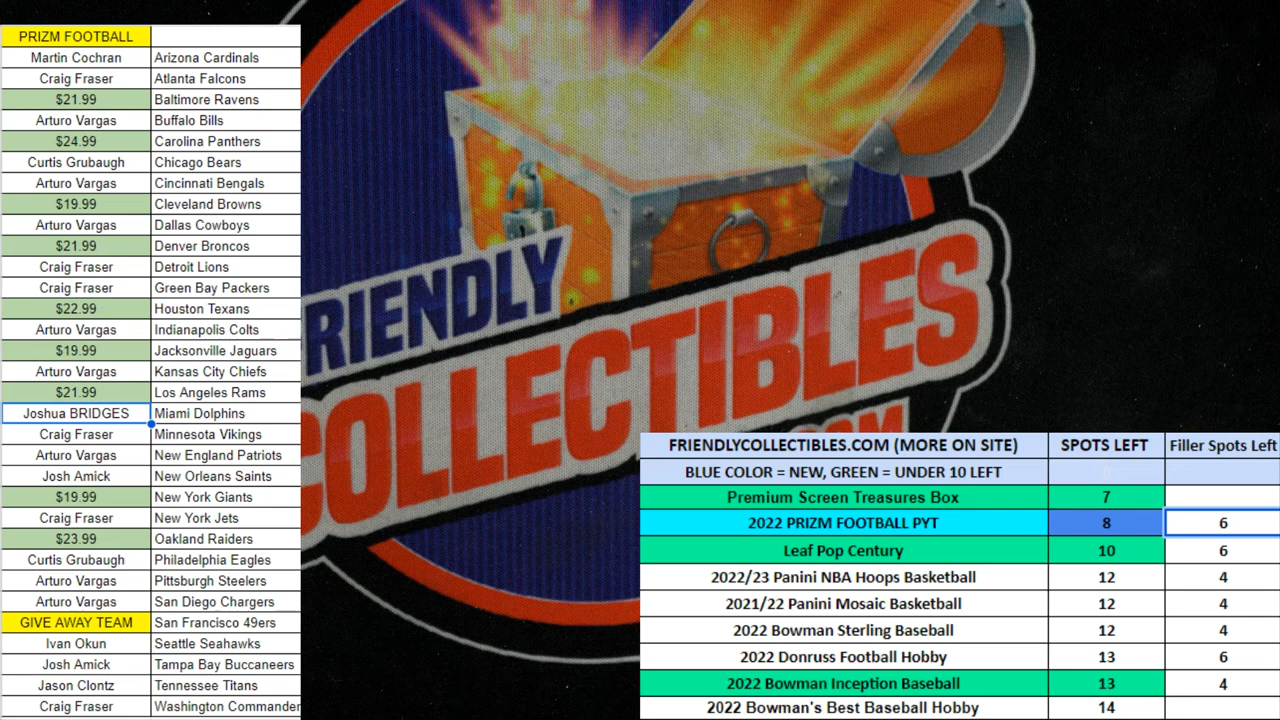 PRIZM FOOTBALL
Martin Cochran Arizona Cardinals
Craig Fraser Atlanta Falcons
$21.99 Baltimore Ravens
Arturo Vargas Buffalo Bills
$24.99 Carolina Panthers
Curtis Grubaugh Chicago Bears
Arturo Vargas Cincinnati Bengals
$19.99 Cleveland Browns
Arturo Vargas Dallas Cowboys
$21.99 Denver Broncos
Craig Fraser Detroit Lions
Craig Fraser Green Bay Packers
$22.99 Houston Texans
Arturo Vargas Indianapolis Colts
$19.99 Jacksonville Jaguars
Arturo Vargas Kansas City Chiefs
$21.99 Los Angeles Rams
Joshua BRIDGES Miami Dolphins
Craig Fraser Minnesota Vikings
Arturo Vargas New England Patriots
Josh Amick New Orleans Saints
$19.99 New York Giants
Craig Fraser New York Jets
$23.99 Oakland Raiders
Curtis Grubaugh Philadelphia Eagles
Arturo Vargas Pittsburgh Steelers
Arturo Vargas San Diego Chargers
GIVE AWAY TEAM San Francisco 49ers
Ivan Okun Seattle Seahawks
Josh Amick Tampa Bay Buccaneers
Jason Clontz Tennessee Titans
Craig Fraser Washington Commander
RIENDLY
COLLECTIBLES
.COM
FRIENDLYCOLLECTIBLES.COM (MORE ON SITE) SPOTS LEFT Filler Spots Left
BLUE COLOR = NEW, GREEN = UNDER 10 LEFT
Premium Screen Treasures Box 7
2022 PRIZM FOOTBALL PYT 8 6
Leaf Pop Century 10 6
2022/23 Panini NBA Hoops Basketball 12 4
2021/22 Panini Mosaic Basketball 12 4
2022 Bowman Sterling Baseball 12 4
2022 Donruss Football Hobby 13 6
2022 Bowman Inception Baseball 13 4
2022 Bowman's Best Baseball Hobby 14